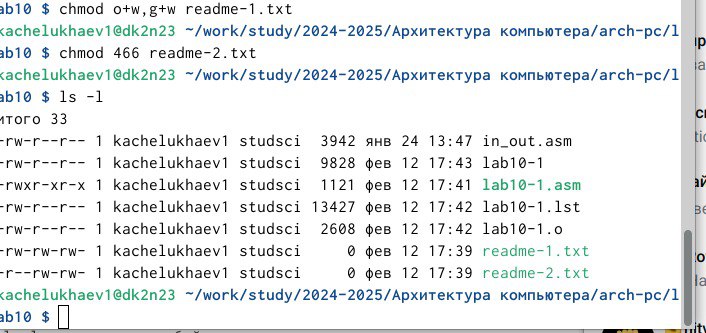 ab10 $ chmod o+w,g+w readme-1.txt
kachelukhaev1@dk2n23 ~/work/study/2024-2025/Архитектура компьютера/arch-pc/l
ab10 $ chmod 466 readme-2.txt
kachelukhaev1@dk2n23 ~/work/study/2024-2025/Архитектура компьютера/arch-pc/l
ab10 $ ls -l
итого 33
-rw-r--r-- 1 kachelukhaev1 studsci  3942 янв 24 13:47 in_out.asm
-rw-r--r-- 1 kachelukhaev1 studsci  9828 фев 12 17:43 lab10-1
-rwxr-xr-x 1 kachelukhaev1 studsci  1121 фев 12 17:41 lab10-1.asm
-rw-r--r-- 1 kachelukhaev1 studsci 13427 фев 12 17:42 lab10-1.lst
-rw-r--r-- 1 kachelukhaev1 studsci  2608 фев 12 17:42 lab10-1.o
-rw-rw-rw- 1 kachelukhaev1 studsci     0 фев 12 17:39 readme-1.txt
-r--rw-rw- 1 kachelukhaev1 studsci     0 фев 12 17:39 readme-2.txt
kachelukhaev1@dk2n23 ~/work/study/2024-2025/Архитектура компьютера/arch-pc/l
ab10 $